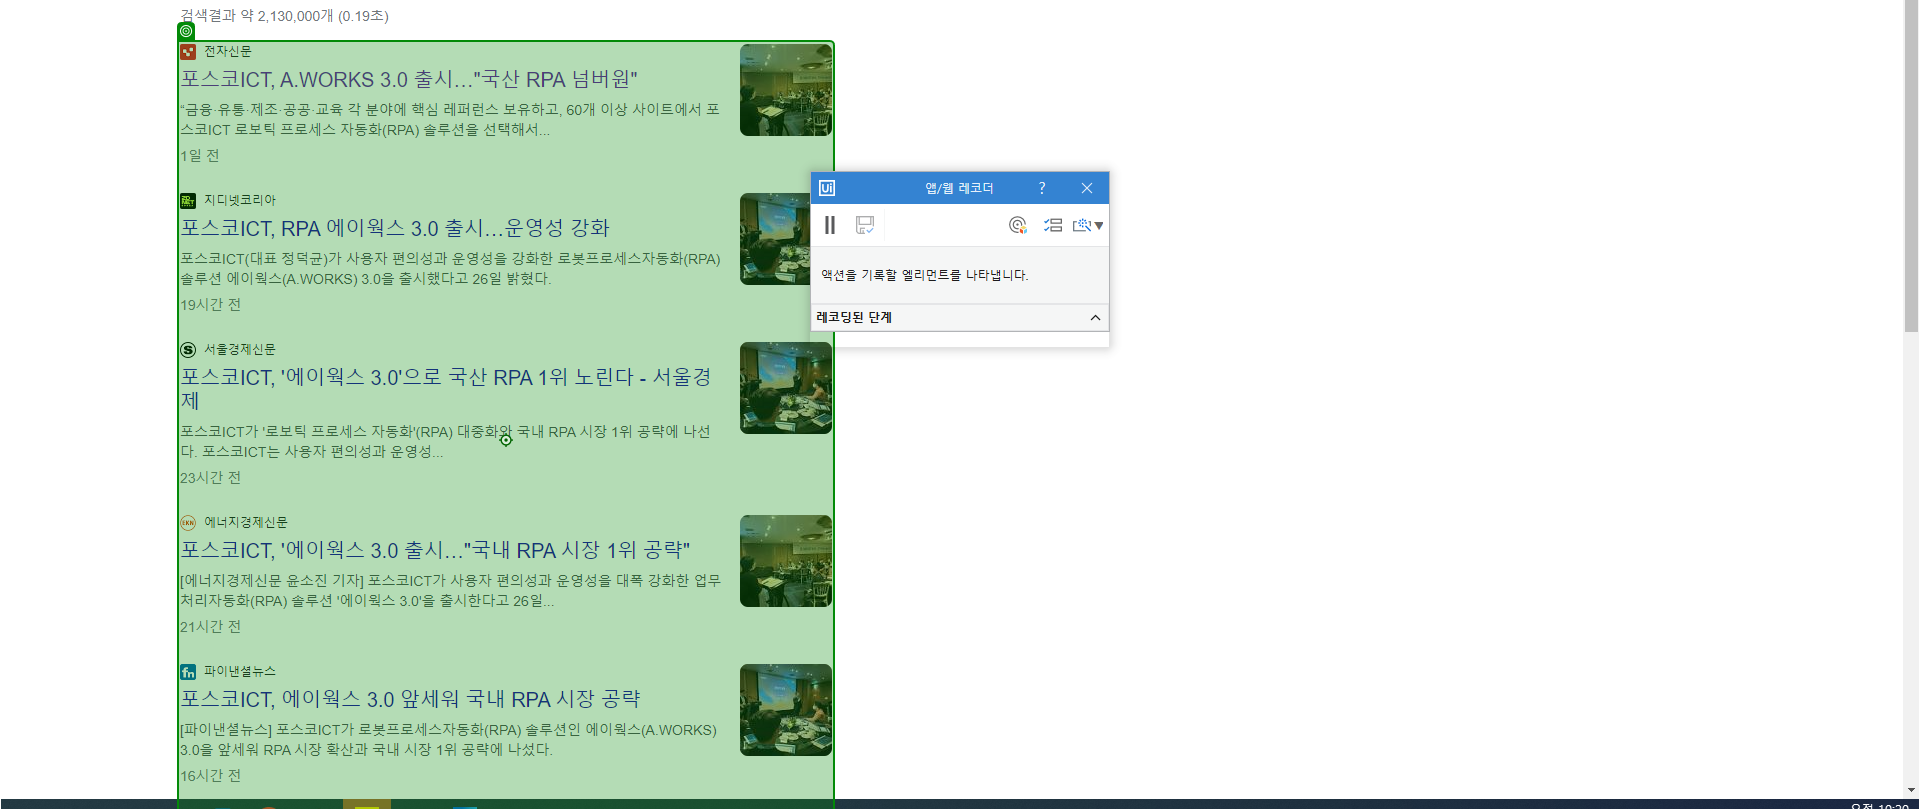 검색결과 약 2,130,000개 (0.19초)
전자신문
포스코ICT, A.WORKS 3.0 출시…"국산 RPA 넘버원"
“금융·유통·제조·공공·교육 각 분야에 핵심 레퍼런스 보유하고, 60개 이상 사이트에서 포
스코ICT 로보틱 프로세스 자동화(RPA) 솔루션을 선택해서...
1일 전
지디넷코리아
포스코ICT, RPA 에이웍스 3.0 출시…운영성 강화
포스코ICT(대표 정덕균)가 사용자 편의성과 운영성을 강화한 로봇프로세스자동화(RPA)
솔루션 에이웍스(A.WORKS) 3.0을 출시했다고 26일 밝혔다.
19시간 전
Ui 앱/웹 레코더 ?
액션을 기록할 엘리먼트를 나타냅니다.
레코딩된 단계
서울경제신문
포스코ICT, '에이웍스 3.0'으로 국산 RPA 1위 노린다 - 서울경
제
포스코ICT가 '로보틱 프로세스 자동화'(RPA) 대중화와 국내 RPA 시장 1위 공략에 나선
다. 포스코ICT는 사용자 편의성과 운영성...
23시간 전
EKN 에너지경제신문
포스코ICT, '에이웍스 3.0 출시…"국내 RPA 시장 1위 공략"
[에너지경제신문 윤소진 기자] 포스코ICT가 사용자 편의성과 운영성을 대폭 강화한 업무
처리자동화(RPA) 솔루션 '에이웍스 3.0'을 출시한다고 26일...
21시간 전
fn 파이낸셜뉴스
포스코ICT, 에이웍스 3.0 앞세워 국내 RPA 시장 공략
[파이낸셜뉴스] 포스코ICT가 로봇프로세스자동화(RPA) 솔루션인 에이웍스(A.WORKS)
3.0을 앞세워 RPA 시장 확산과 국내 시장 1위 공략에 나섰다.
16시간 전